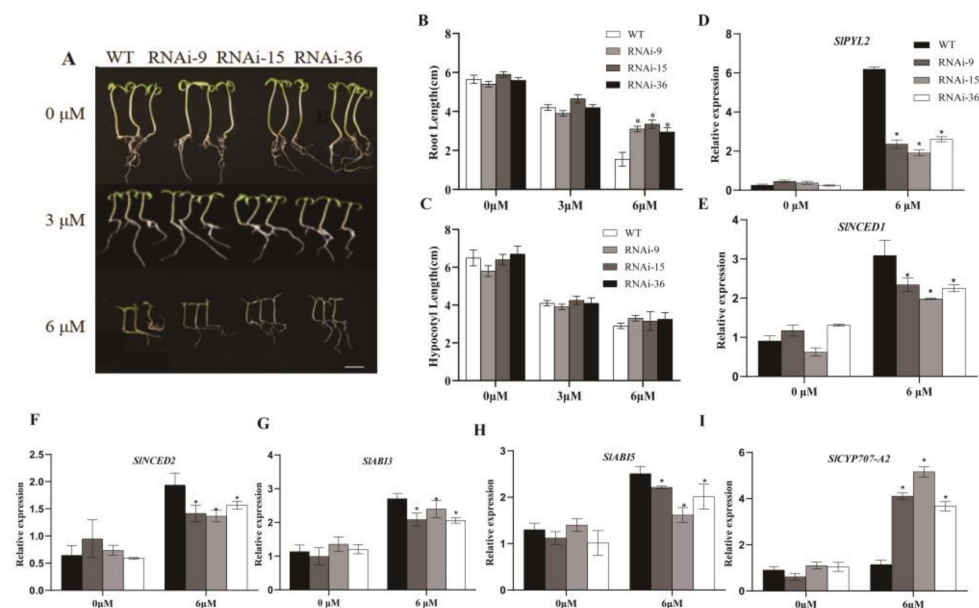 A
WT RNAi-9 RNAi-15 RNAi-36
0 μM
3 μM
6 μM
B
Root Length(cm)
8
6
4
2
0
0μM 3μM 6μM
WT
RNAi-9
RNAi-15
RNAi-36
* * *
C
Hypocotyl Length(cm)
8
6
4
2
0
0μM 3μM 6μM
WT
RNAi-9
RNAi-15
RNAi-36
D
SlPYL2
Relative expression
8
6
4
2
0
0 μM 6 μM
WT
RNAi-9
RNAi-15
RNAi-36
* * *
E
SlNCED1
Relative expression
4
3
2
1
0
0 μM 6 μM
* * *
F
SlNCED2
Relative expression
2.5
2.0
1.5
1.0
0.5
0.0
0μM 6μM
* * *
G
SlABI3
Relative expression
4
3
2
1
0
0 μM 6 μM
* * *
H
SlABI5
Relative expression
3
2
1
0
0μM 6μM
* * *
I
SlCYP707-A2
Relative expression
6
4
2
0
0μM 6μM
* * *